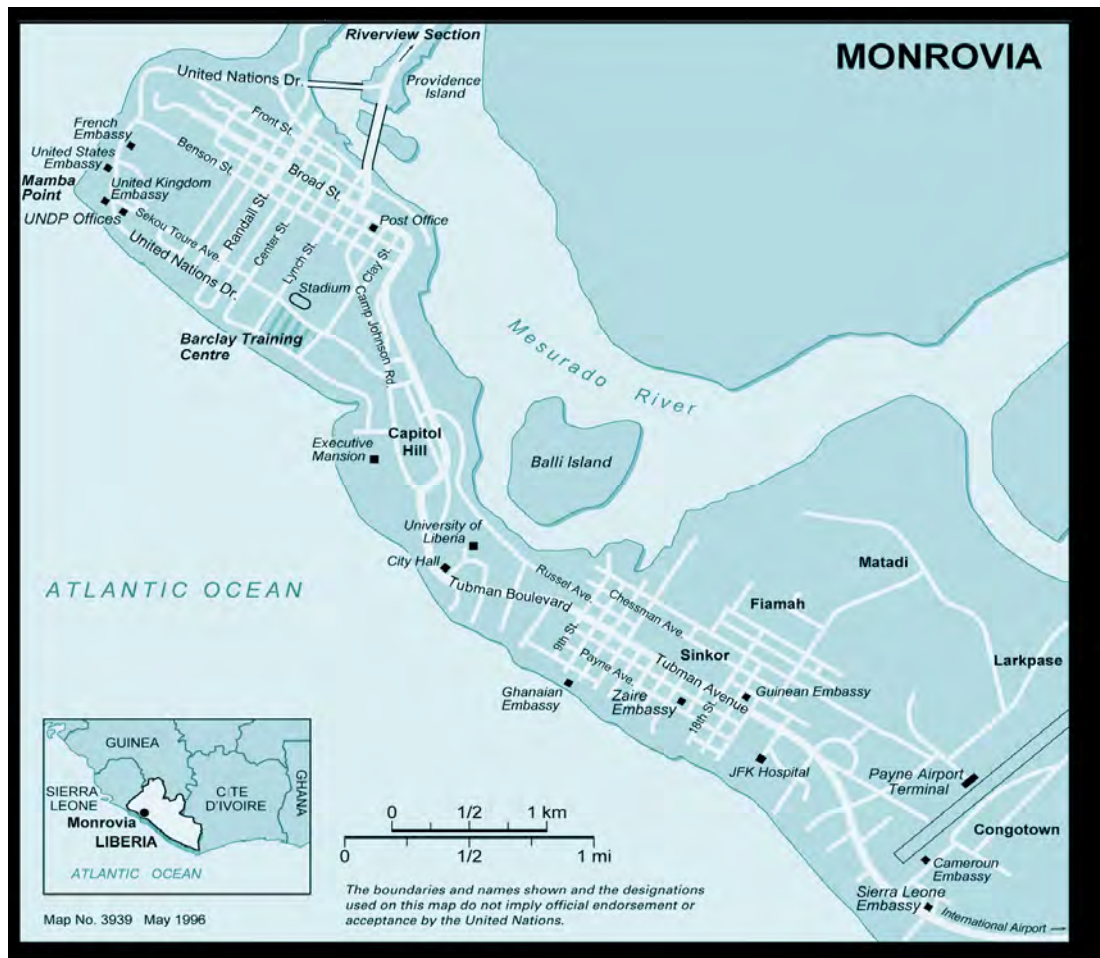 MONROVIA
Riverview Section
United Nations Dr.
Providence
Island
Front St.
French
Embassy
United States
Embassy
Benson St.
Broad St.
Mamba
Point
United Kingdom
Embassy
UNDP Offices
Sekou Toure Ave.
United Nations Dr.
Randall St.
Center St.
Lynch St.
Post Office
Clay St.
Stadium
Camp Johnson Rd.
Barclay Training
Centre
Mesurado River
Capitol
Hill
Executive
Mansion
Balli Island
University of
Liberia
City Hall
ATLANTIC OCEAN
Tubman Boulevard
Russel Ave.
Chessman Ave.
Matadi
Fiamah
9th St.
Sinkor
Payne Ave.
Tubman Avenue
Larkpase
Ghanaian
Embassy
Zaire
Embassy
18th St.
Guinean Embassy
JFK Hospital
Payne Airport
Terminal
Congotown
Cameroun
Embassy
Sierra Leone
Embassy
International Airport
GUINEA
SIERRA
LEONE
C TE
D'IVOIRE
GHANA
Monrovia
LIBERIA
ATLANTIC OCEAN
0 1/2 1 km
0 1/2 1 mi
The boundaries and names shown and the designations
used on this map do not imply official endorsement or
acceptance by the United Nations.
Map No. 3939 May 1996